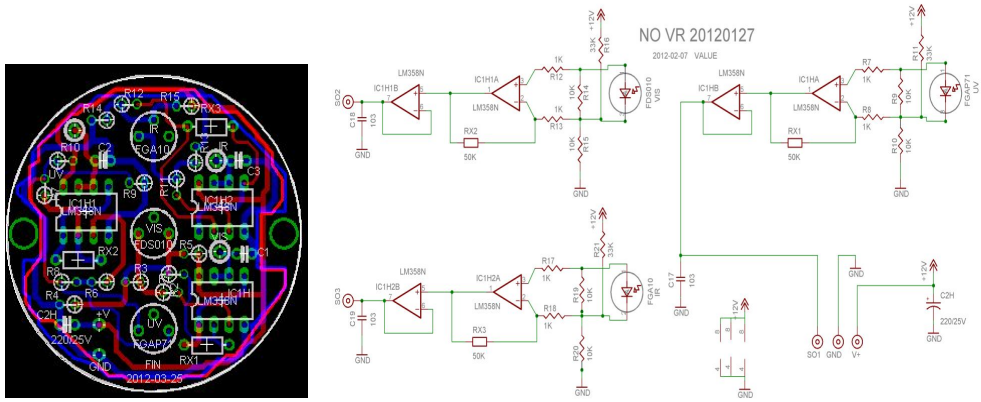 R12
R15
R14
RX3
IR
R10
FGA10
R13
IR
C2
UV
C3
R11
R9
IC1H1
LM358N
IC1H2
LM358N
VIS
FDS010
VIS
R5
C1
RX2
R8
R3
R4
R6
IC1H
LM358N
C2H
+V
UV
220/25V
FGAP71
RX1
GND
FIN
2012-03-25
NO VR 20120127
2012-02-07 VALUE
+12V
33K
R16
1K
R12
LM358N
IC1H1B
IC1H1A
LM358N
10K
R14
FDS010
VIS
SO2
C18
103
GND
1K
R13
RX2
50K
10K
R15
GND
+12V
R11
33K
R7
1K
IC1HB
LM358N
IC1HA
LM358N
R9
10K
FGAP71
UV
R8
1K
RX1
50K
R10
10K
GND
+12V
R21
33K
R17
1K
LM358N
IC1H2B
IC1H2A
LM358N
R19
10K
FGA10
IR
SO3
C19
103
GND
R18
1K
RX3
50K
R20
10K
GND
C17
103
GND
12V
8 8
4 4
GND
GND
SO1 GND V+
+12V
C2H
220/25V
GND